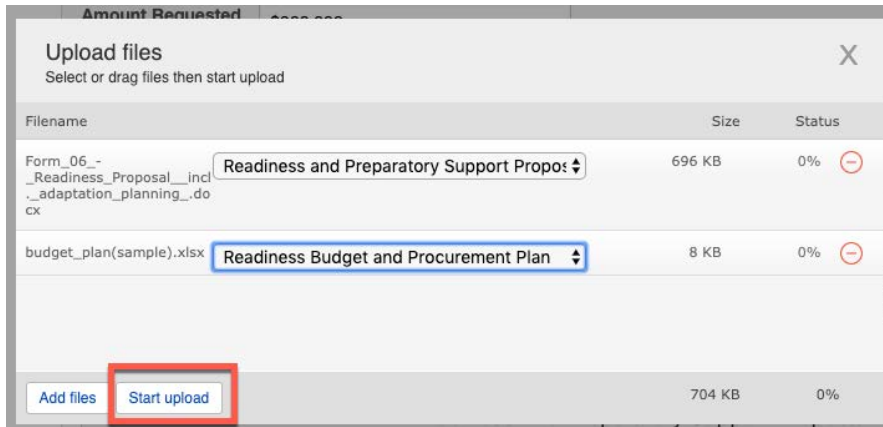 Amount Requested
Upload files
X
Select or drag files then start upload
Filename Size Status
Form_06_-
_Readiness_Proposal__incl
._adaptation_planning_.do
cx
Readiness and Preparatory Support Propos
696 KB 0%
budget_plan(sample).xlsx Readiness Budget and Procurement Plan 8 KB 0%
Add files Start upload 704 KB 0%